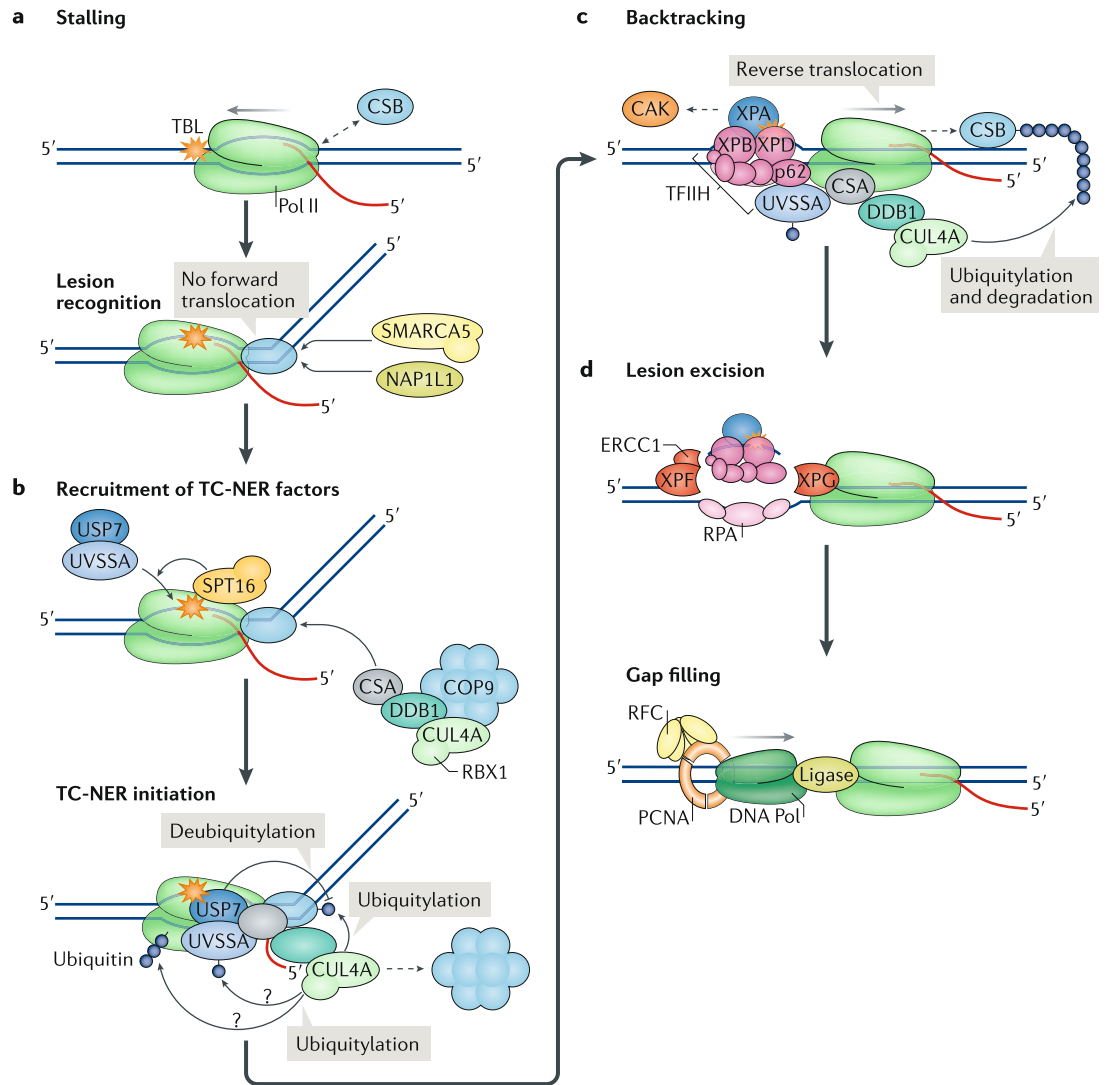 a Stalling
CSB
TBL
5′
5′
Pol II
5′
5′
Lesion
recognition
No forward
translocation
SMARCA5
5′
NAP1L1
5′
b Recruitment of TC-NER factors
USP7
UVSSA
SPT16
5′
5′
5′
CSA
COP9
DDB1
CUL4A
RBX1
TC-NER initiation
5′
Deubiquitylation
Ubiquitylation
5′
USP7
UVSSA
Ubiquitin
5′
CUL4A
?
?
Ubiquitylation
c Backtracking
Reverse translocation
CAK
XPA
CSB
5′
XPB
XPD
5′
p62
TFIIH
CSA
5′
UVSSA
DDB1
CUL4A
Ubiquitylation
and degradation
d Lesion excision
ERCC1
XPF
XPG
5′
5′
5′
RPA
Gap filling
RFC
5′
Ligase
5′
5′
PCNA
DNA Pol